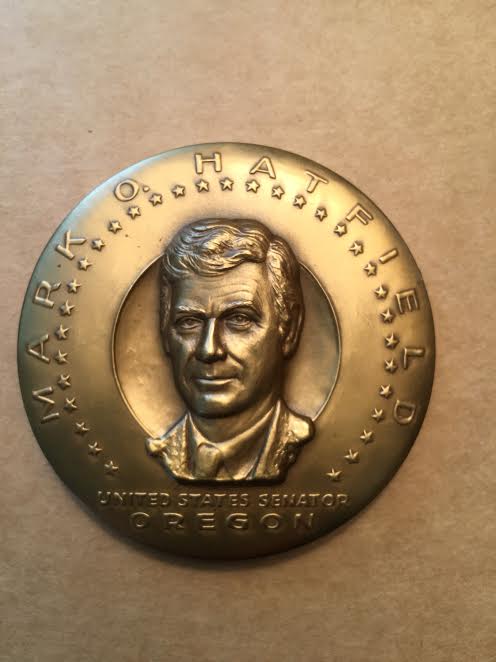 MARK O. HATFIELD
UNITED STATES SENATOR
OREGON